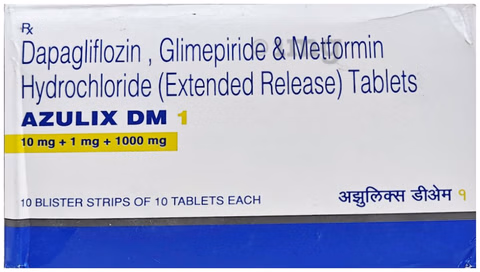 Rx
Dapagliflozin , Glimepiride & Metformin
Hydrochloride (Extended Release) Tablets
AZULIX DM 1
10 mg + 1 mg + 1000 mg
10 BLISTER STRIPS OF 10 TABLETS EACH
अझुलिक्स डीएम १